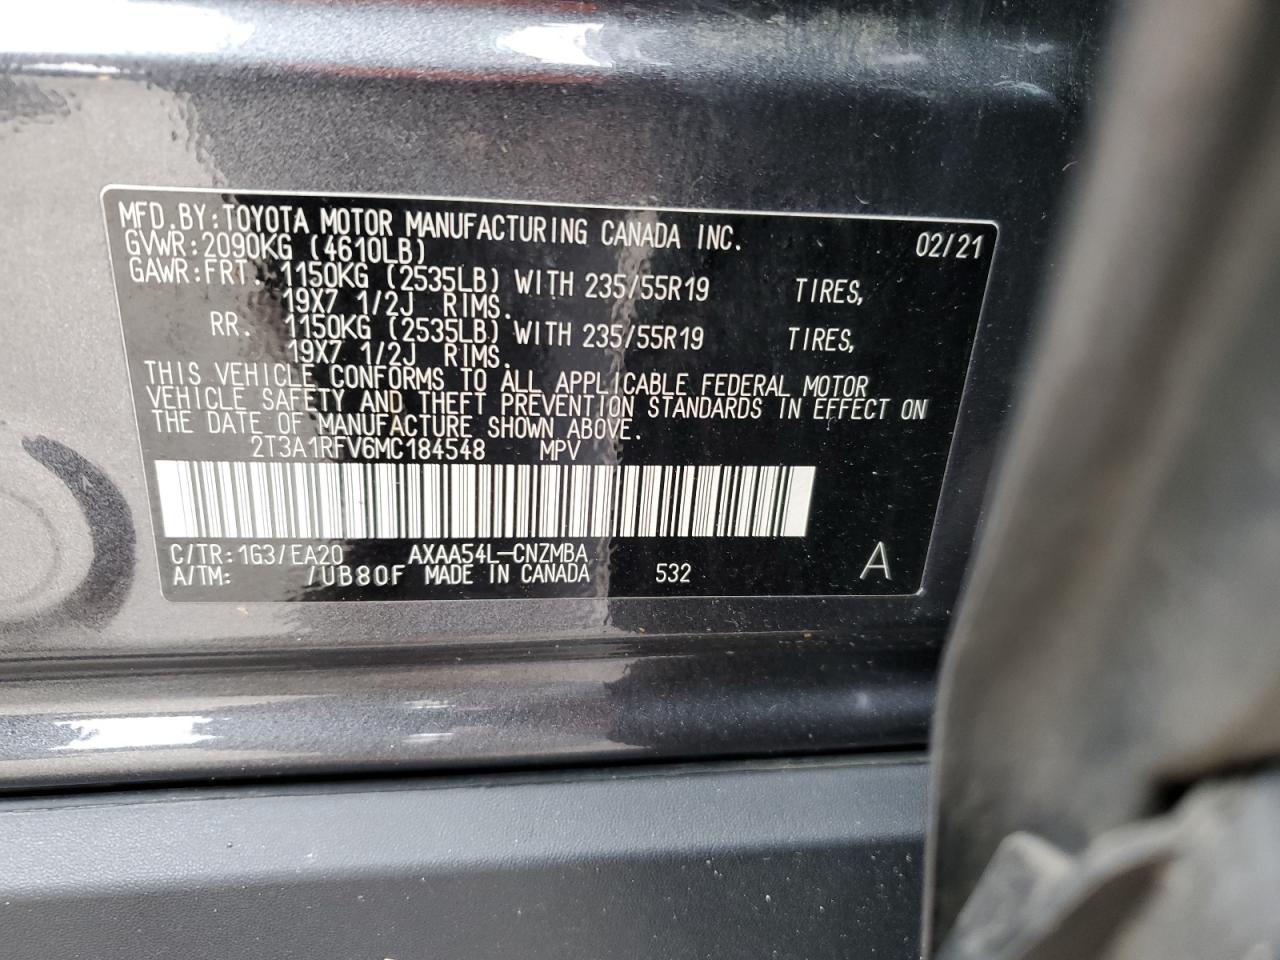 MFD.BY:TOYOTA MOTOR MANUFACTURING CANADA INC. 02/21
GVWR:2090KG (4610LB)
GAWR:FRT. 1150KG (2535LB) WITH 235/55R19 TIRES,
19X7 1/2J RIMS.
RR. 1150KG (2535LB) WITH 235/55R19 TIRES,
19X7 1/2J RIMS.
THIS VEHICLE CONFORMS TO ALL APPLICABLE FEDERAL MOTOR
VEHICLE SAFETY AND THEFT PREVENTION STANDARDS IN EFFECT ON
THE DATE OF MANUFACTURE SHOWN ABOVE.
2T3A1RFV6MC184548 MPV
C/TR:1G3/EA20 AXAA54L-CNZMBA
A/TM: /UB80F MADE IN CANADA 532 A